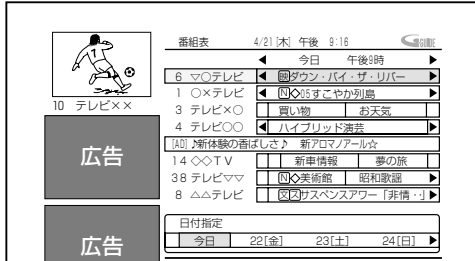 番組表 4/21 [木] 午後 9:16 GGUIDE
◀ 今日 午後9時 ▶
6 ▽○テレビ ◀ 映ダウン・バイ・ザ・リバー ▶
1 ○×テレビ ◀ N◇05すこやか列島 ▶
3 テレビ×○ 買い物 お天気
4 テレビ○○ ◀ ハイブリッド演芸 ▶
[AD] ♪新体験の香ばしさ♪ 新アロマノアール☆
14 ◇◇TV 新車情報 夢の旅
38 テレビ▽▽ N◇美術館 昭和歌謡 ▶
8 △△テレビ 文スサスペンスアワー「非情・」 ▶
日付指定
今日 22[金] 23[土] 24[日] ▶
10 テレビ××
広告
広告